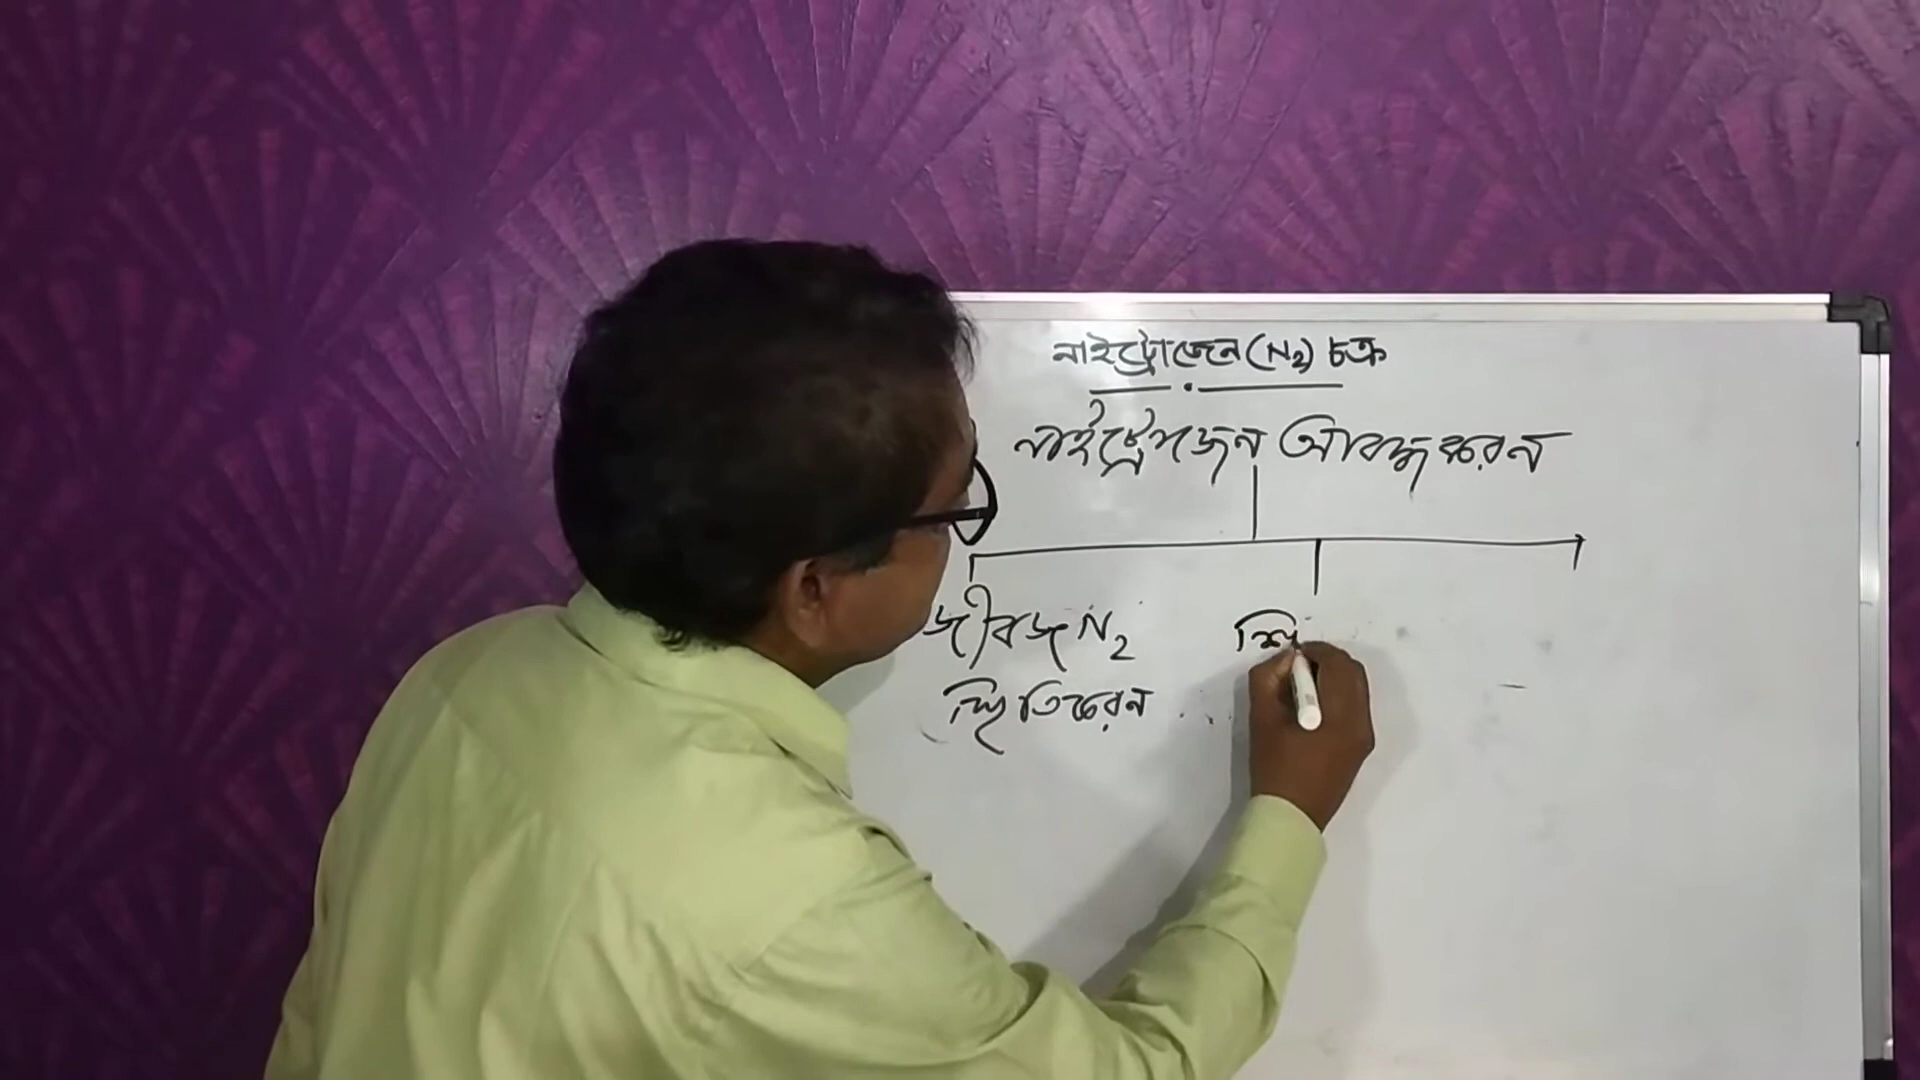 নাইট্রোজেন (N2) চক্র
নাইট্রোজেন আবদ্ধকরন
জীবজ N2
স্থিতিকরন
শি